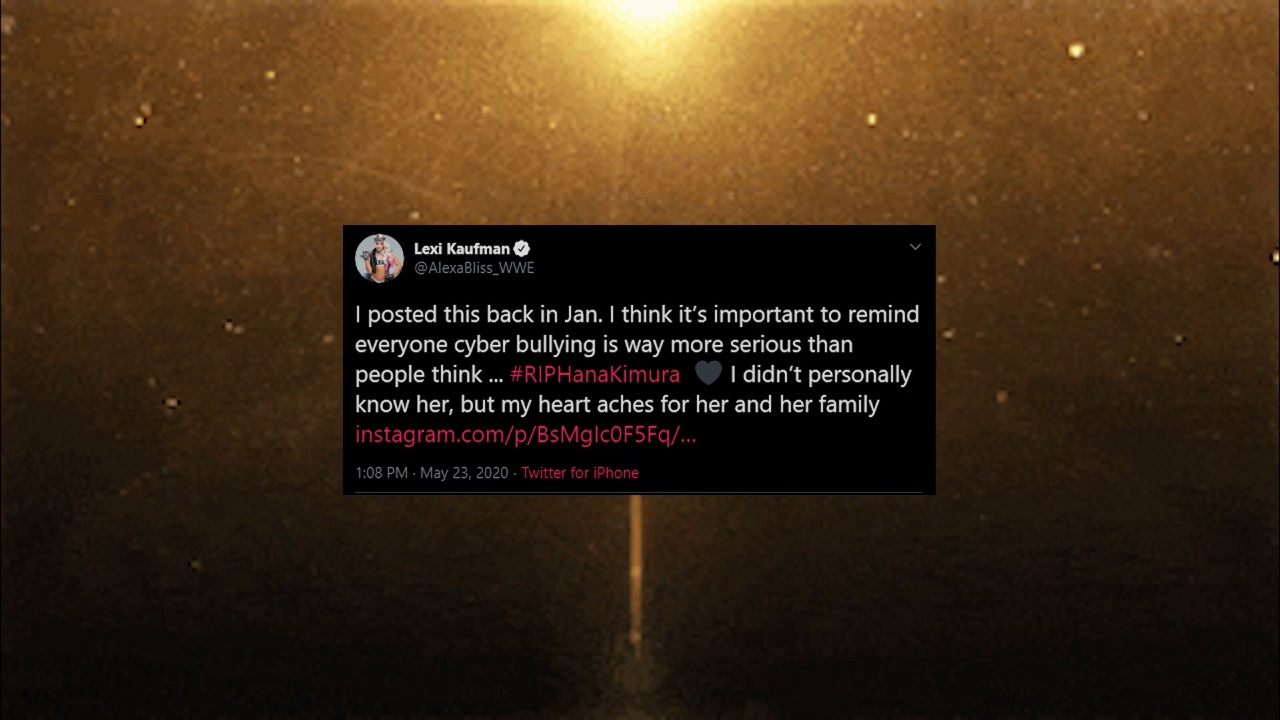 Lexi Kaufman
@AlexaBliss_WWE
I posted this back in Jan. I think it’s important to remind
everyone cyber bullying is way more serious than
people think ... #RIPHanaKimura 🖤 I didn’t personally
know her, but my heart aches for her and her family
instagram.com/p/BsMgIc0F5Fq/...
1:08 PM · May 23, 2020 · Twitter for iPhone